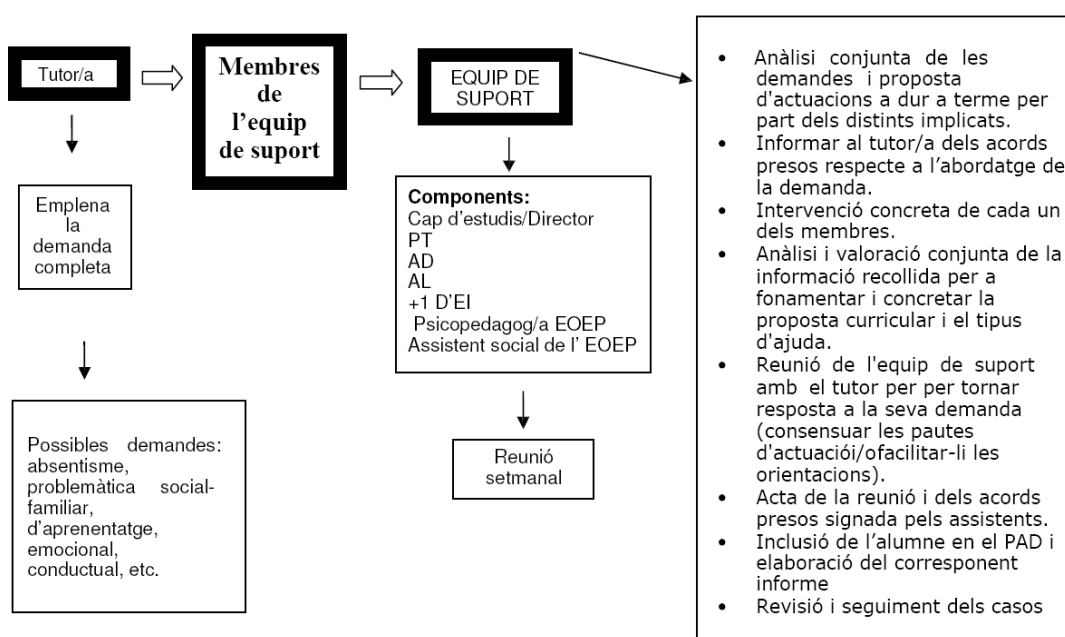 Tutor/a
Membres
de
l’equip
de suport
EQUIP DE
SUPORT
Emplena
la
demanda
completa
Possibles demandes:
absentisme,
problemàtica social-
familiar,
d’aprenentatge,
emocional,
conductual, etc.
Components:
Cap d’estudis/Director
PT
AD
AL
+1 D’EI
Psicopedagog/a EOEP
Assistent social de l’ EOEP
Reunió
setmanal
• Anàlisi conjunta de les
demandes i proposta
d'actuacions a dur a terme per
part dels distints implicats.
• Informar al tutor/a dels acords
presos respecte a l’abordatge de
la demanda.
• Intervenció concreta de cada un
dels membres.
• Anàlisi i valoració conjunta de la
informació recollida per a
fonamentar i concretar la
proposta curricular i el tipus
d'ajuda.
• Reunió de l'equip de suport
amb el tutor per per tornar
resposta a la seva demanda
(consensuar les pautes
d'actuaciói/ofacilitar-li les
orientacions).
• Acta de la reunió i dels acords
presos signada pels assistents.
• Inclusió de l’alumne en el PAD i
elaboració del corresponent
informe
• Revisió i seguiment dels casos